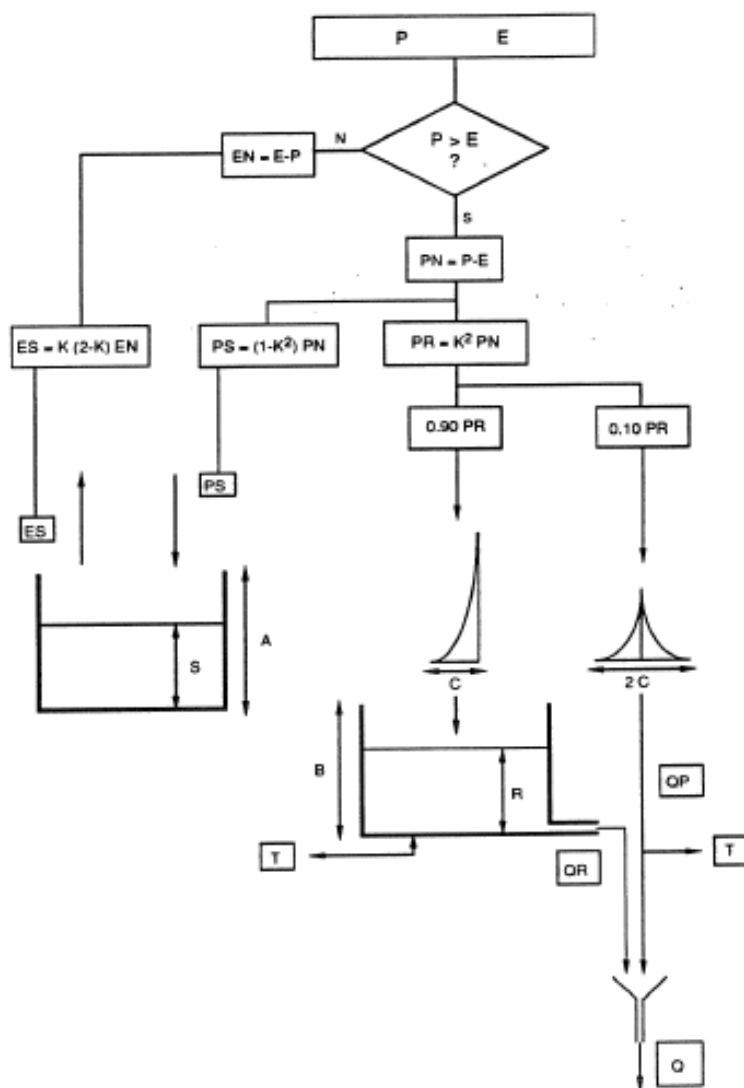 P E
P > E
?
N
EN = E-P
S
PN = P-E
ES = K (2-K) EN
PS = (1-K²) PN
PR = K² PN
0.90 PR
0.10 PR
PS
ES
A
S
C
2 C
B
R
QP
T
T
QR
Q